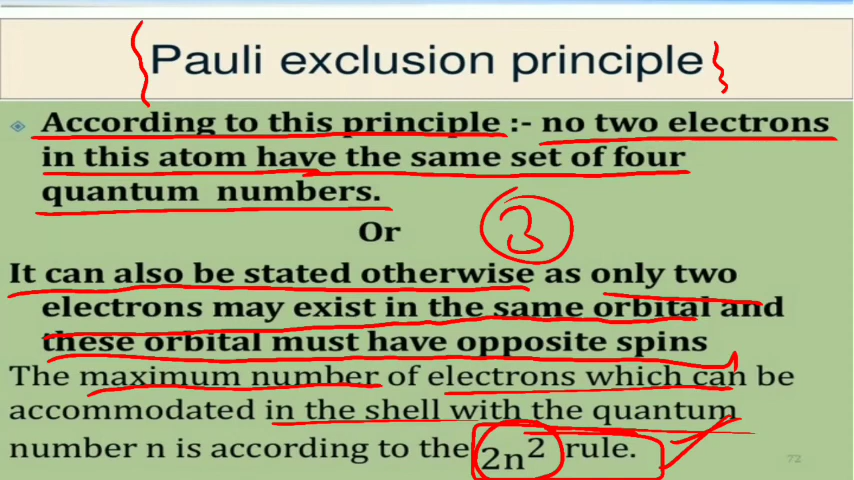 Pauli exclusion principle
According to this principle :- no two electrons
in this atom have the same set of four
quantum numbers.
Or
3
It can also be stated otherwise as only two
electrons may exist in the same orbital and
these orbital must have opposite spins
The maximum number of electrons which can be
accommodated in the shell with the quantum
number n is according to the 2n² rule.
72